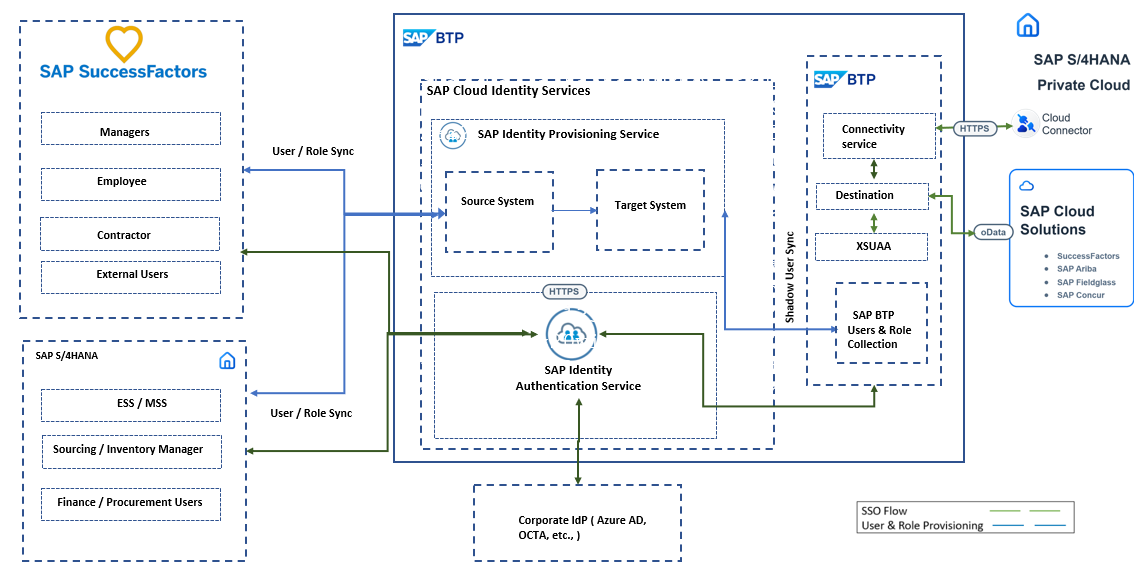 SAP SuccessFactors
Managers
Employee
Contractor
External Users
SAP S/4HANA
ESS / MSS
Sourcing / Inventory Manager
Finance / Procurement Users
User / Role Sync
User / Role Sync
SAP BTP
SAP Cloud Identity Services
SAP Identity Provisioning Service
Source System
Target System
HTTPS
SAP Identity
Authentication Service
Corporate IdP ( Azure AD,
OCTA, etc., )
Shadow User Sync
SAP BTP
Connectivity
service
Destination
XSUAA
SAP BTP
Users & Role
Collection
SAP S/4HANA
Private Cloud
HTTPS
Cloud
Connector
oData
SAP Cloud
Solutions
• SuccessFactors
• SAP Ariba
• SAP Fieldglass
• SAP Concur
SSO Flow
User & Role Provisioning